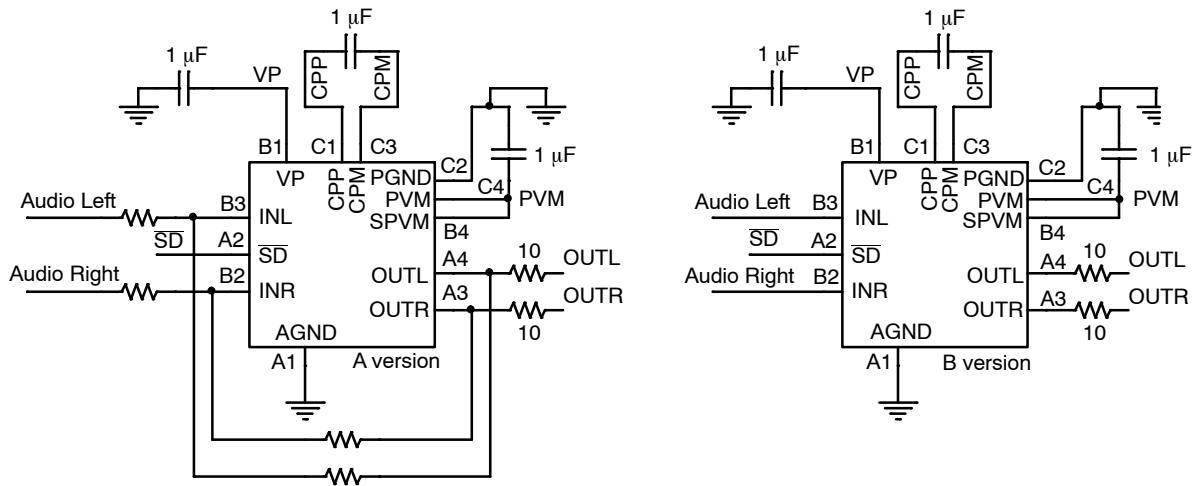 1 μF
1 μF
VP
CPP
CPM
B1
C1
C3
C2
1 μF
VP
CPP
CPM
PGND
PVM
SPVM
C4
PVM
B4
Audio Left
B3
INL
SD
A2
SD
Audio Right
B2
INR
OUTL
A4
10
OUTL
OUTR
A3
10
OUTR
AGND
A1
A version
1 μF
1 μF
VP
CPP
CPM
B1
C1
C3
C2
1 μF
VP
CPP
CPM
PGND
PVM
SPVM
C4
PVM
B4
Audio Left
B3
INL
SD
A2
SD
Audio Right
B2
INR
OUTL
A4
10
OUTL
OUTR
A3
10
OUTR
AGND
A1
B version